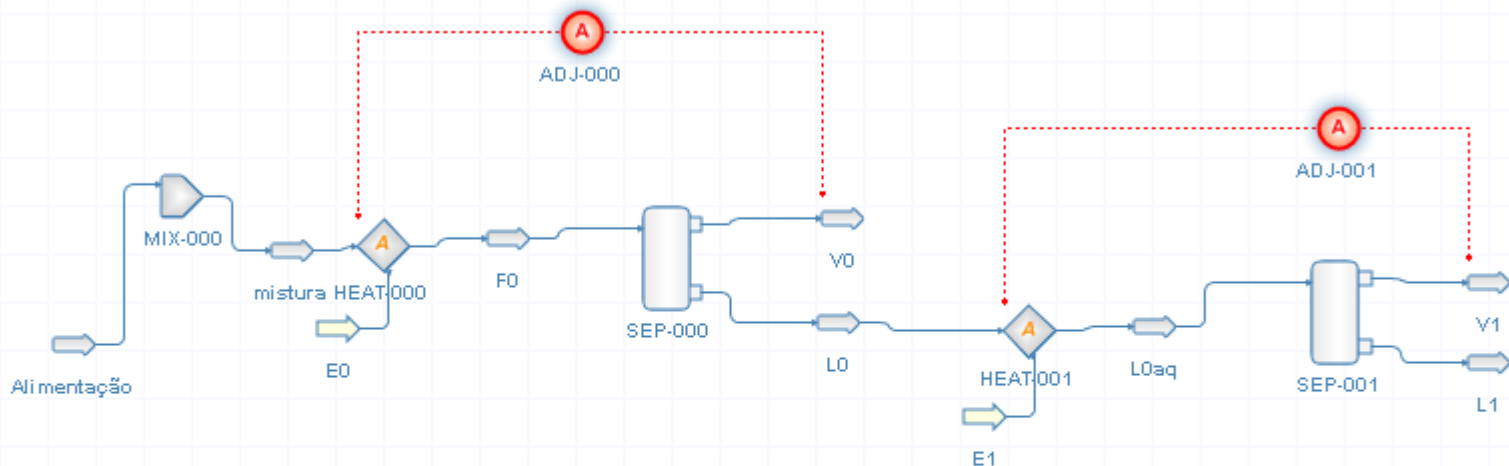 A
ADJ-000
A
ADJ-001
MIX-000
A
mistura HEAT-000
F0
V0
SEP-000
E0
Alimentação
L0
A
HEAT-001
L0aq
SEP-001
V1
L1
E1